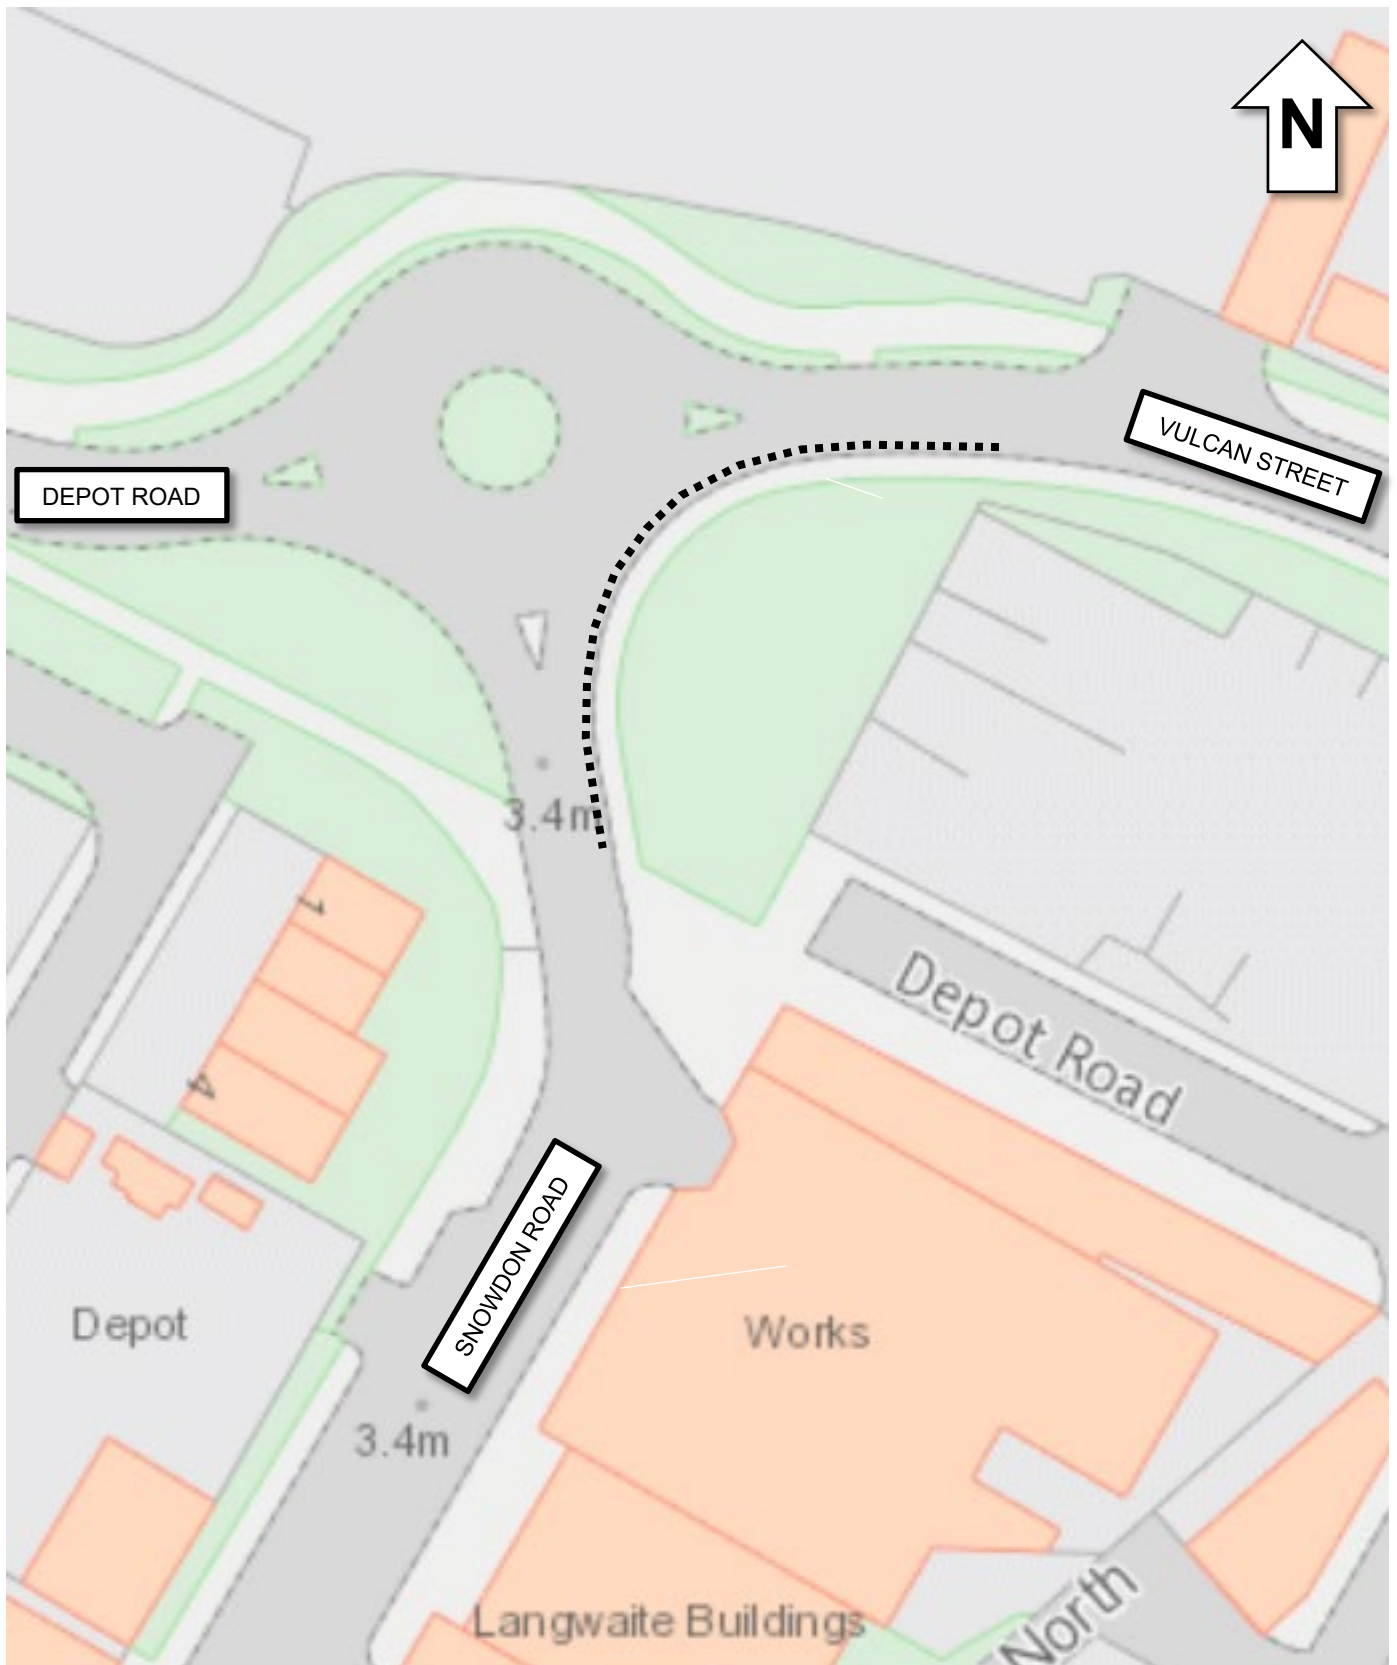 N
VULCAN STREET
DEPOT ROAD
3.4m
1
4
Depot Road
SNOWDON ROAD
Depot
Works
3.4m
Langwaite Buildings
North